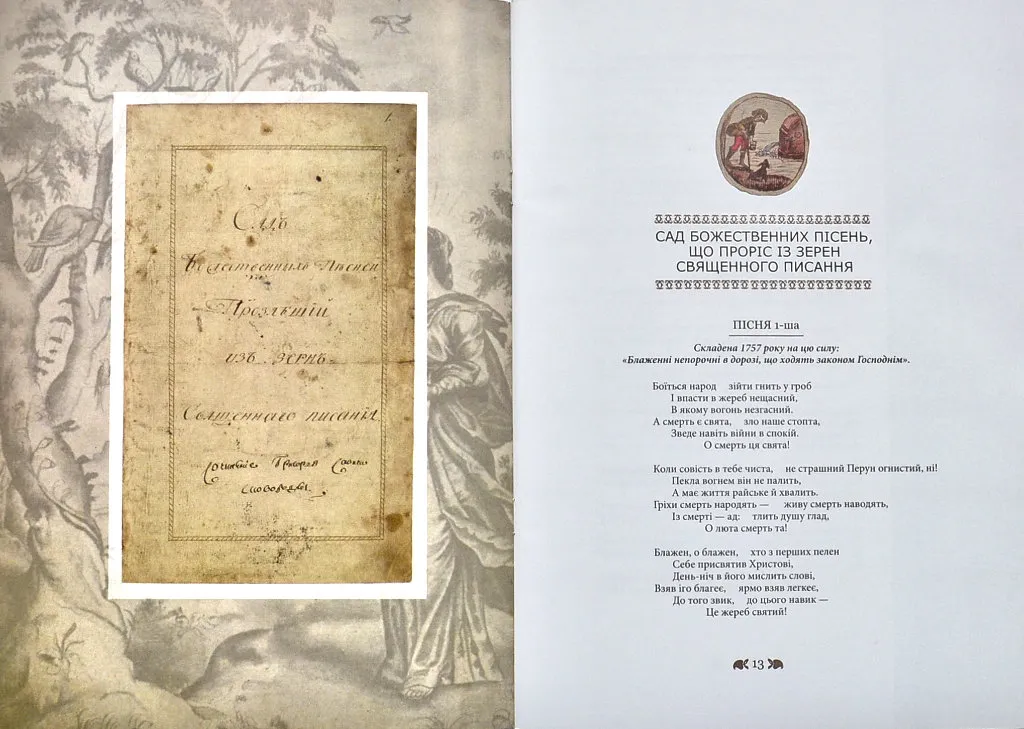 1.
Садъ
Божественныхъ Пѣсней
Прозябшій
изъ зернъ
Священнаго писанія
Григорія
Сковороды
САД БОЖЕСТВЕННИХ ПІСЕНЬ,
ЩО ПРОРІС ІЗ ЗЕРЕН
СВЯЩЕННОГО ПИСАННЯ
ПІСНЯ 1-ша
Складена 1757 року на цю силу:
«Блаженні непорочні в дорозі, що ходять законом Господнім».
Боїться народ зійти гнить у гроб
І впасти в жереб нещасний,
В якому вогонь незгасний.
А смерть є свята, зло наше стопта,
Зведе навіть війни в спокій.
О смерть ця свята!
Коли совість в тебе чиста, не страшний Перун огнистий, ні!
Пекла вогнем він не палить,
А має життя райське й хвалить.
Гріхи смерть народять — живу смерть наводять,
Із смерті — ад: тлить душу глад,
О люта смерть та!
Блажен, о блажен, хто з перших пелен
Себе присвятив Христові,
День-ніч в його мислить слові,
Взяв іго благеє, ярмо взяв легкеє,
До того звик, до цього навик —
Це жереб святий!
13